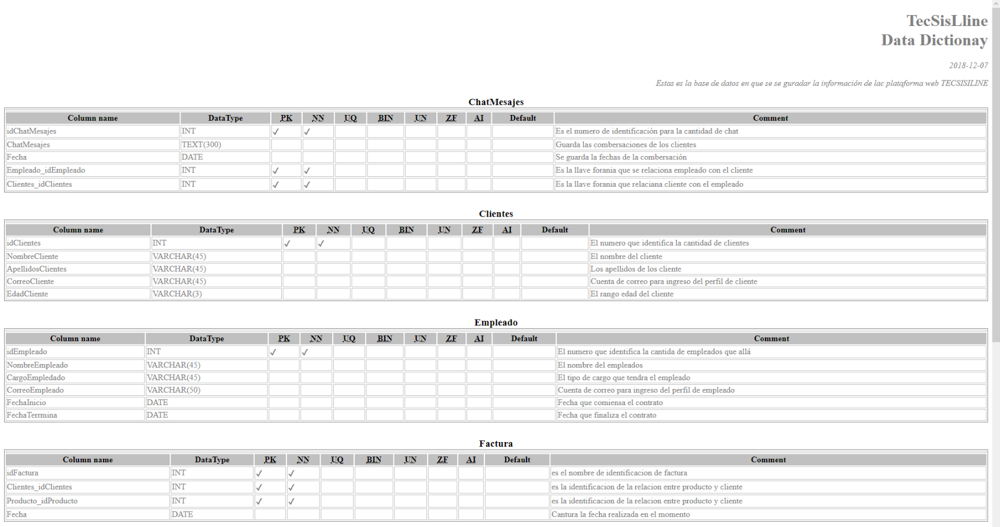 TecSisLline
Data Dictionay
2018-12-07
Estas es la base de datos en que se se guradar la información de lac plataforma web TECSISILINE
ChatMesajes
Column name DataType PK NN UQ BIN UN ZF AI Default Comment
idChatMesajes INT ✓ ✓ Es el numero de identificación para la cantidad de chat
ChatMesajes TEXT(300) Guarda las combersaciones de los clientes
Fecha DATE Se guarda la fechas de la combersación
Empleado_idEmpleado INT ✓ ✓ Es la llave forania que se relaciona empleado con el cliente
Clientes_idClientes INT ✓ ✓ Es la llave forania que relaciana cliente con el empleado
Clientes
Column name DataType PK NN UQ BIN UN ZF AI Default Comment
idClientes INT ✓ ✓ El numero que identifica la cantidad de clientes
NombreCliente VARCHAR(45) El nombre del cliente
ApellidosClientes VARCHAR(45) Los apellidos de los cliente
CorreoCliente VARCHAR(45) Cuenta de correo para ingreso del perfil de cliente
EdadCliente VARCHAR(3) El rango edad del cliente
Empleado
Column name DataType PK NN UQ BIN UN ZF AI Default Comment
idEmpleado INT ✓ ✓ El numero que identifica la cantida de empleados que allá
NombreEmpleado VARCHAR(45) El nombre del empleados
CargoEmpledado VARCHAR(45) El tipo de cargo que tendra el empleado
CorreoEmpleado VARCHAR(50) Cuenta de correo para ingreso del perfil de empleado
FechaInicio DATE Fecha que comiensa el contrato
FechaTerrmina DATE Fecha que finaliza el contrato
Factura
Column name DataType PK NN UQ BIN UN ZF AI Default Comment
idFactura INT ✓ ✓ es el nombre de identificacion de factura
Clientes_idClientes INT ✓ ✓ es la identificacion de la relacion entre producto y cliente
Producto_idProducto INT ✓ ✓ es la identificacion de la relacion entre producto y cliente
Fecha DATE Cantura la fecha realizada en el momento